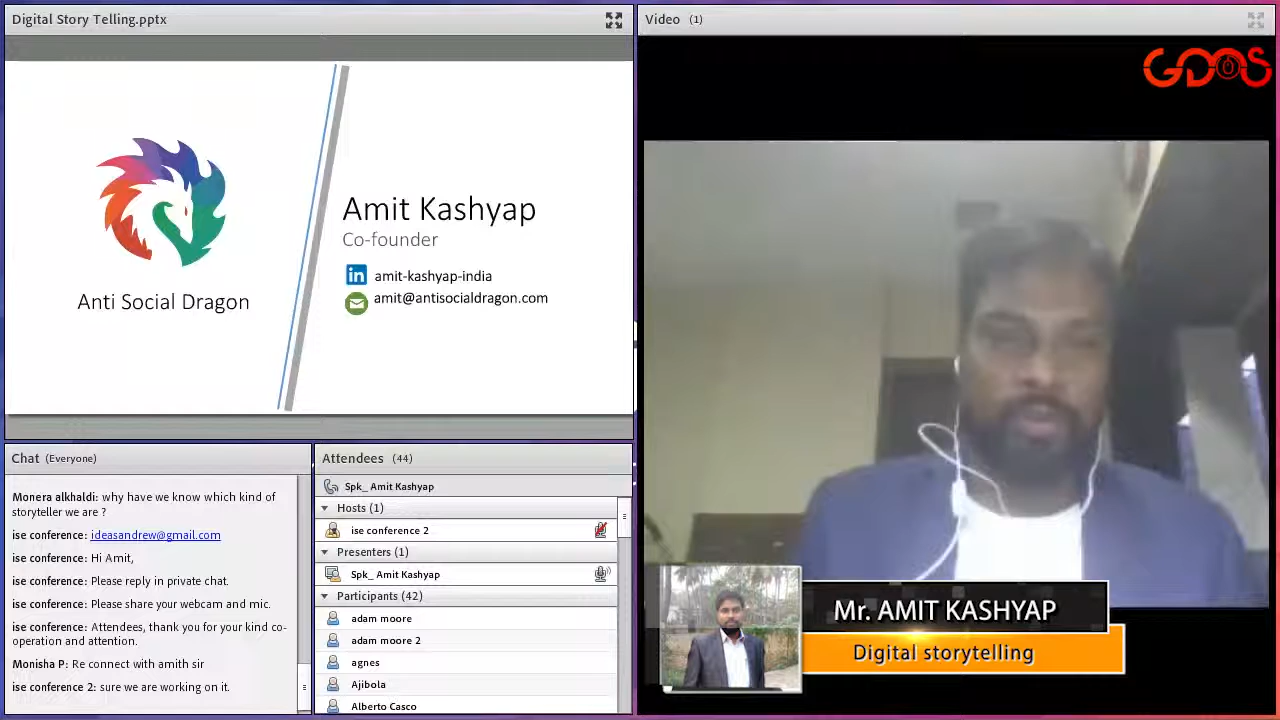 Digital Story Telling.pptx
Anti Social Dragon
Amit Kashyap
Co-founder
in
amit-kashyap-india
amit@antisocialdragon.com
Video (1)
GDOS
Mr. AMIT KASHYAP
Digital storytelling
Chat (Everyone)
Monera alkhaldi: why have we know which kind of
storyteller we are ?
ise conference: ideasandrew@gmail.com
ise conference: Hi Amit,
ise conference: Please reply in private chat.
ise conference: Please share your webcam and mic.
ise conference: Attendees, thank you for your kind co-
operation and attention.
Monisha P: Re connect with amith sir
ise conference 2: sure we are working on it.
Attendees (44)
Spk_ Amit Kashyap
Hosts (1)
ise conference 2
Presenters (1)
Spk_ Amit Kashyap
Participants (42)
adam moore
adam moore 2
agnes
Ajibola
Alberto Casco